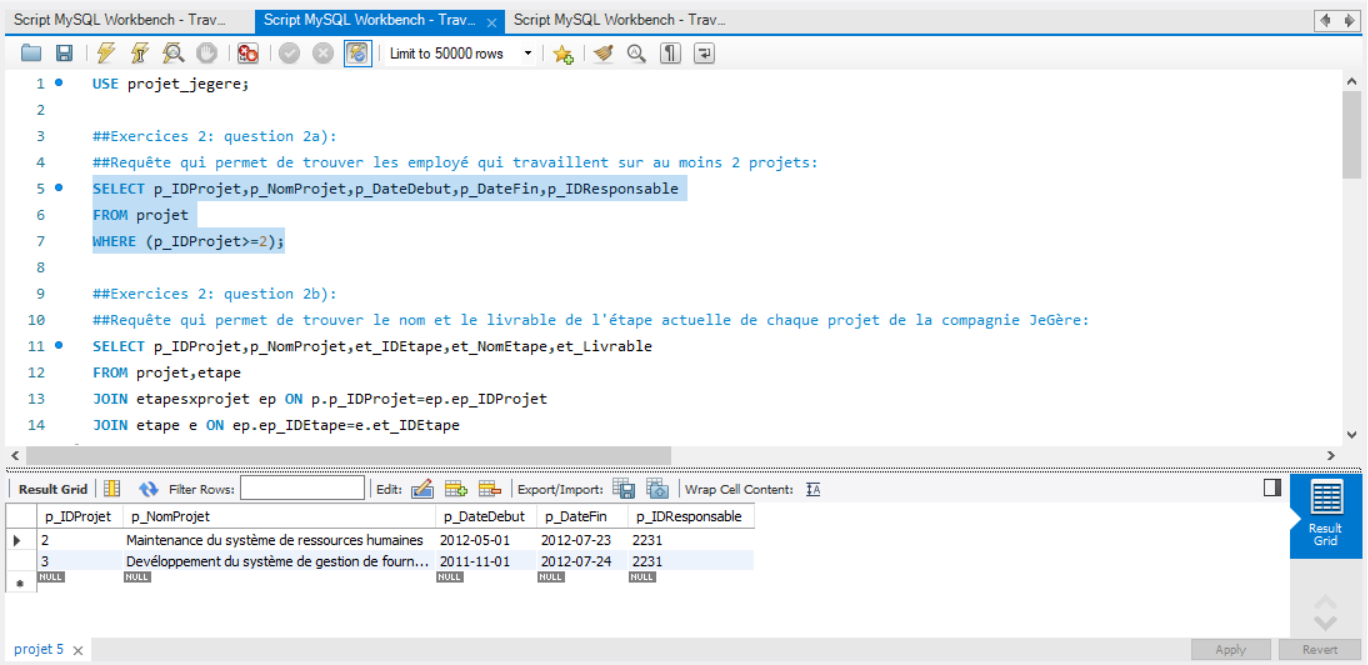 Script MySQL Workbench - Trav... Script MySQL Workbench - Trav... × Script MySQL Workbench - Trav...
Limit to 50000 rows
1 USE projet_jegere;
2
3 ##Exercices 2: question 2a):
4 ##Requête qui permet de trouver les employé qui travaillent sur au moins 2 projets:
5 SELECT p_IDProjet,p_NomProjet,p_DateDebut,p_DateFin,p_IDResponsable
6 FROM projet
7 WHERE (p_IDProjet>=2);
8
9 ##Exercices 2: question 2b):
10 ##Requête qui permet de trouver le nom et le livrable de l'étape actuelle de chaque projet de la compagnie JeGère:
11 SELECT p_IDProjet,p_NomProjet,et_IDEtape,et_NomEtape,et_Livrable
12 FROM projet,etape
13 JOIN etapesxprojet ep ON p.p_IDProjet=ep.ep_IDProjet
14 JOIN etape e ON ep.ep_IDEtape=e.et_IDEtape
Result Grid Filter Rows: Edit: Export/Import: Wrap Cell Content: IA
p_IDProjet p_NomProjet p_DateDebut p_DateFin p_IDResponsable
2 Maintenance du système de ressources humaines 2012-05-01 2012-07-23 2231
3 Devéloppement du système de gestion de fourn... 2011-11-01 2012-07-24 2231
NULL NULL NULL NULL NULL
Result
Grid
projet 5 × Apply Revert